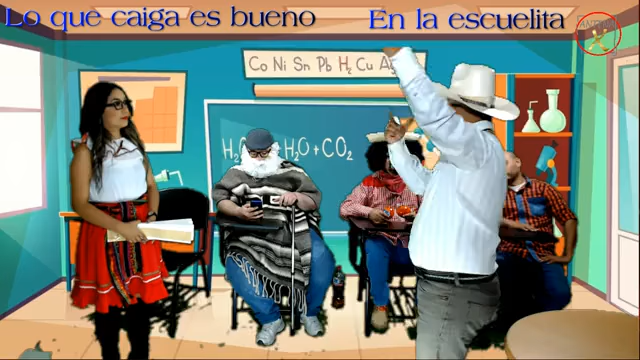 Lo que caiga es bueno
En la escuelita
Co Ni Sn Pb H₂ Cu
H₂O + CO₂